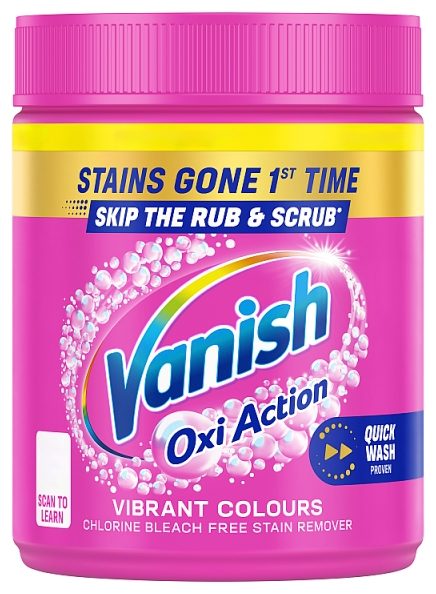 STAINS GONE 1ST TIME
SKIP THE RUB & SCRUB*
Vanish
Oxi Action
QUICK
WASH
PROVEN
SCAN TO
LEARN
VIBRANT COLOURS
CHLORINE BLEACH FREE STAIN REMOVER